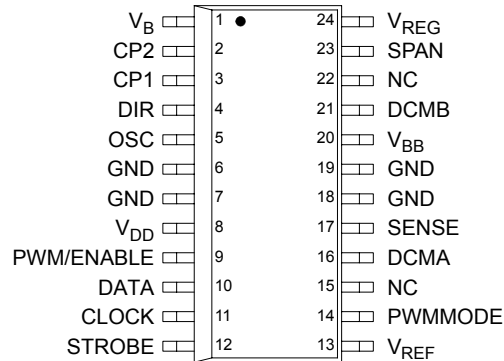 V_B 1 24 V_REG
CP2 2 23 SPAN
CP1 3 22 NC
DIR 4 21 DCMB
OSC 5 20 V_BB
GND 6 19 GND
GND 7 18 GND
V_DD 8 17 SENSE
PWM/ENABLE 9 16 DCMA
DATA 10 15 NC
CLOCK 11 14 PWMMODE
STROBE 12 13 V_REF